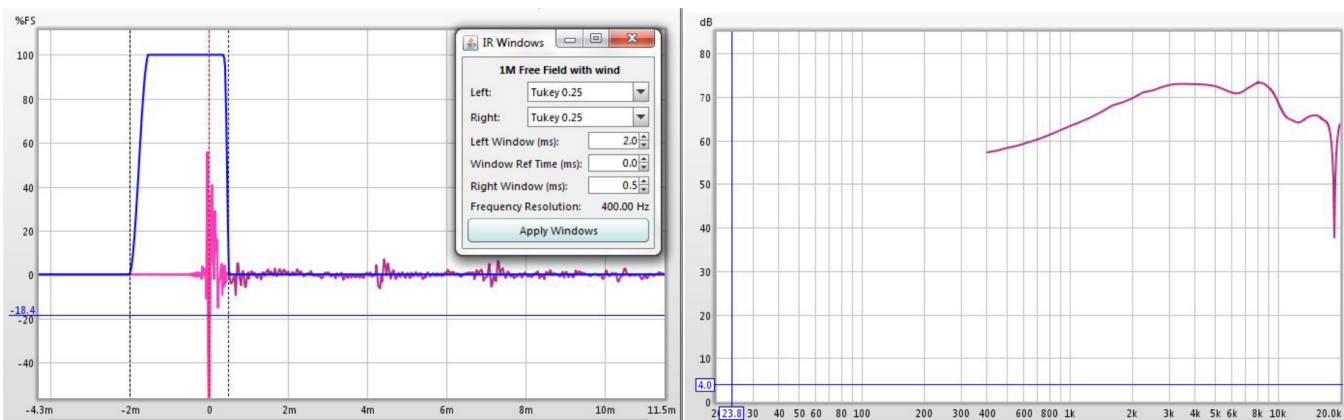 %FS
100
80
60
40
20
0
-18.4
-20
-40
-4.3m -2m 0 2m 4m 6m 8m 10m 11.5m
IR Windows
1M Free Field with wind
Left: Tukey 0.25
Right: Tukey 0.25
Left Window (ms): 2.0
Window Ref Time (ms): 0.0
Right Window (ms): 0.5
Frequency Resolution: 400.00 Hz
Apply Windows
dB
80
70
60
50
40
30
20
10
4.0
0
23.8 30 40 50 60 80 100 200 300 400 600 800 1k 2k 3k 4k 5k 6k 8k 10k 20.0k